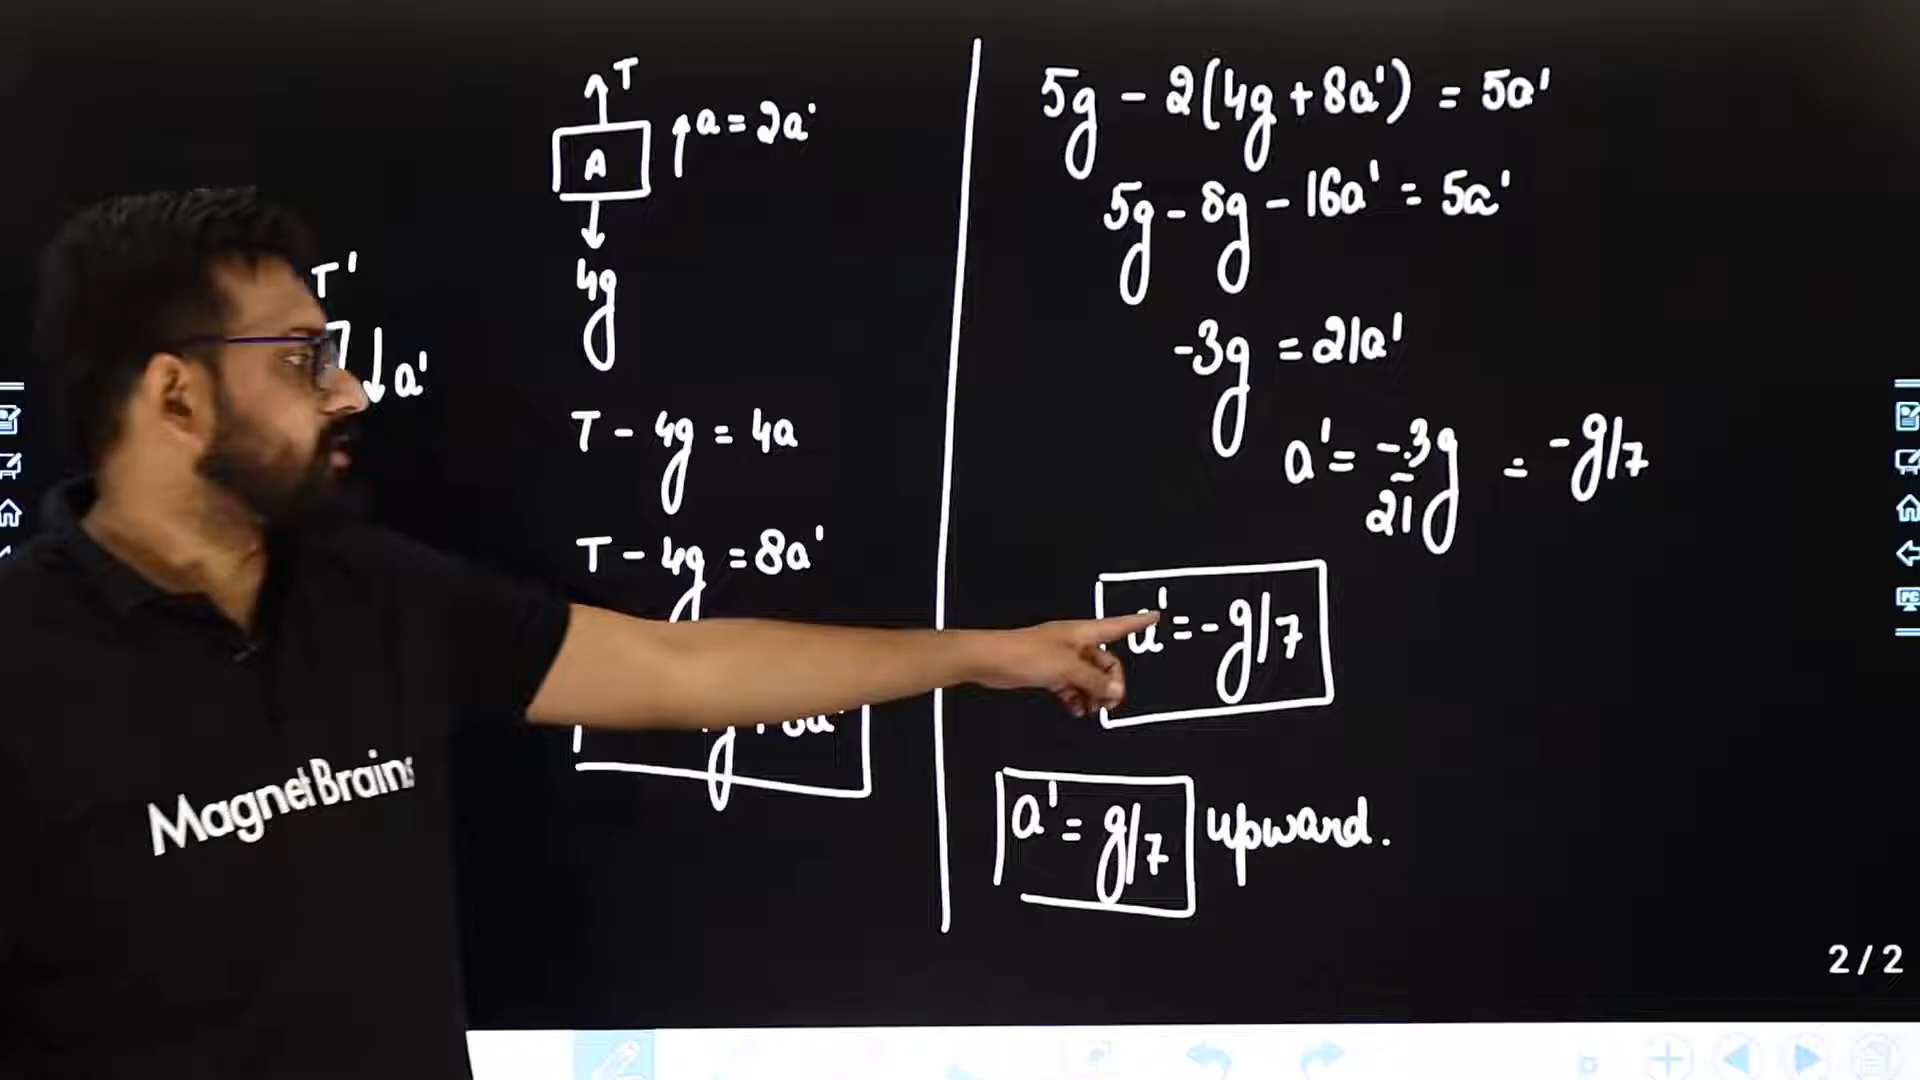 T
A
a = 2a'
4g
T'
a'
T - 4g = 4a
T - 4g = 8a'
5g - 2(4g + 8a') = 5a'
5g - 8g - 16a' = 5a'
-3g = 21a'
a' = -3g/21 = -g/7
a' = -g/7
a' = g/7 upward.
MagnetBrains
2/2
PC